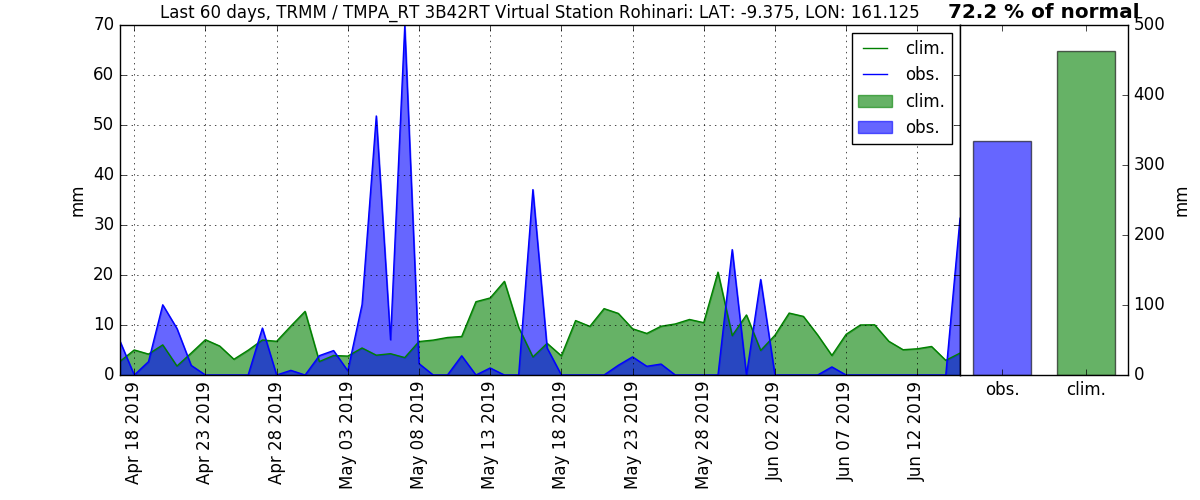 Last 60 days, TRMM / TMPA_RT 3B42RT Virtual Station Rohinari: LAT: -9.375, LON: 161.125
72.2 % of normal
70
60
50
40
30
20
10
0
mm
clim.
obs.
clim.
obs.
Apr 18 2019
Apr 23 2019
Apr 28 2019
May 03 2019
May 08 2019
May 13 2019
May 18 2019
May 23 2019
May 28 2019
Jun 02 2019
Jun 07 2019
Jun 12 2019
500
400
300
200
100
0
mm
obs.
clim.